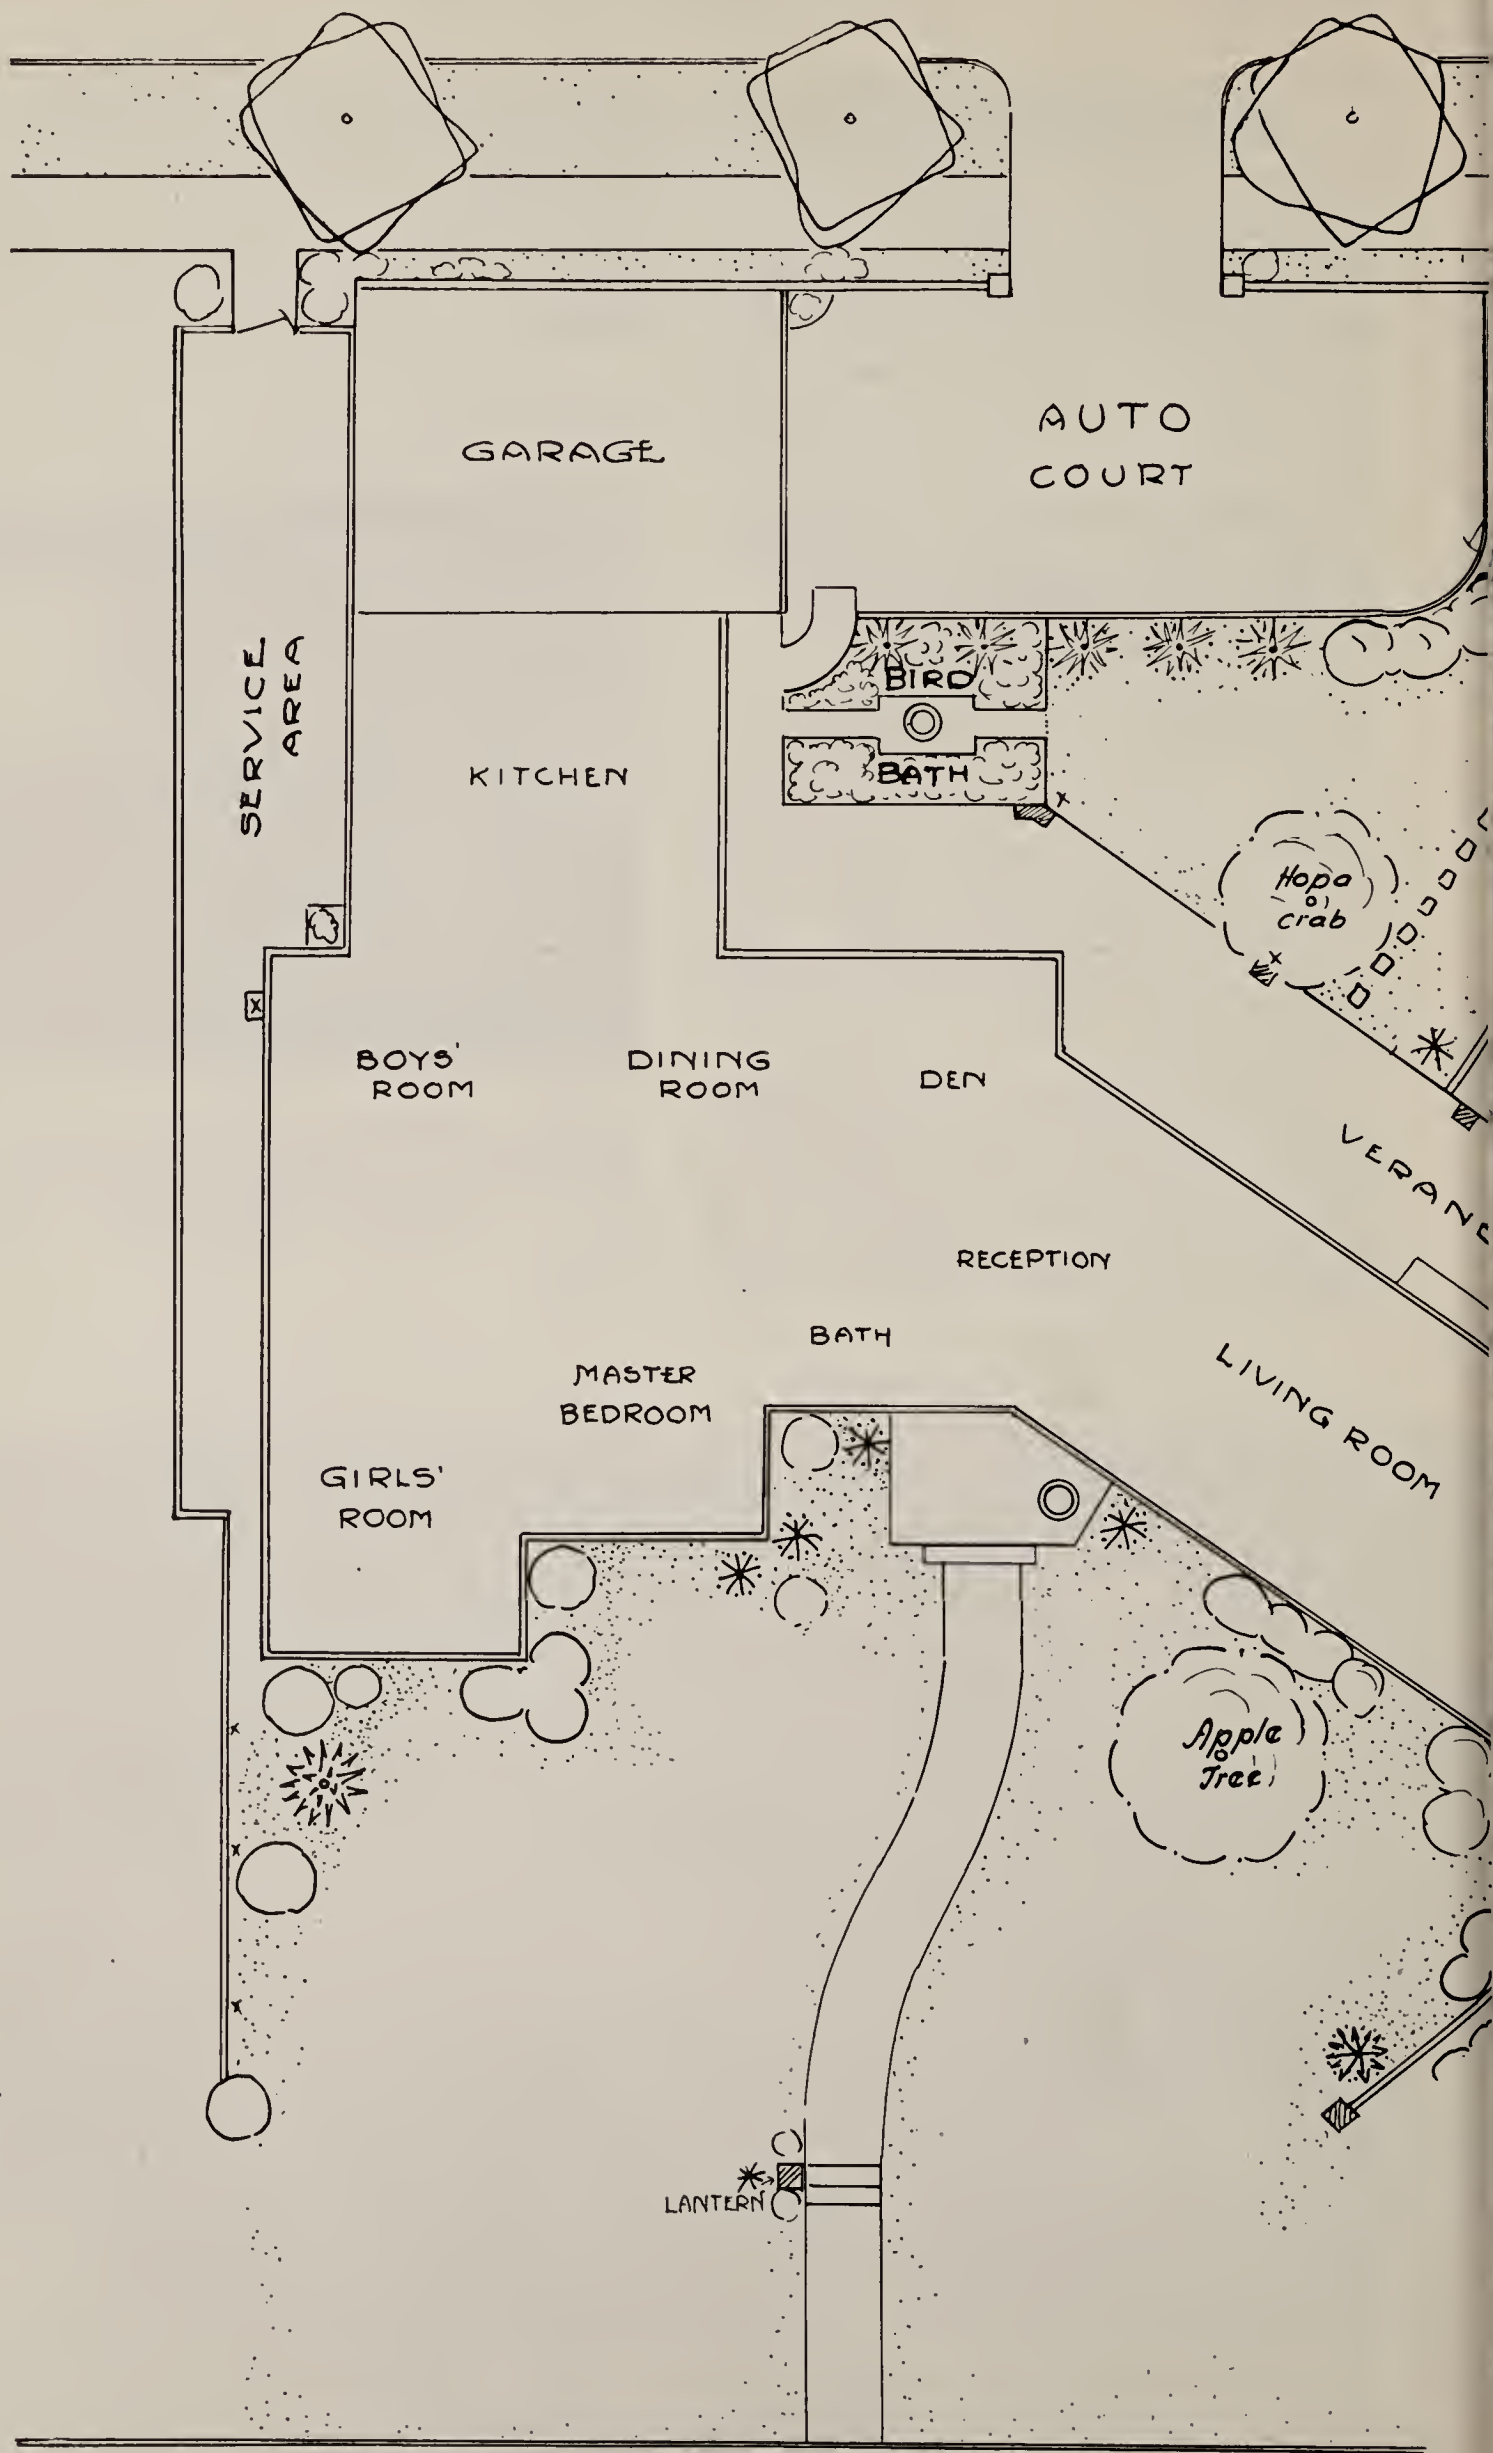 AUTO
COURT
GARAGE
SERVICE
AREA
BIRD
BATH
KITCHEN
Hopa
crab
BOYS'
ROOM
DINING
ROOM
DEN
VERAND
RECEPTION
BATH
LIVING ROOM
MASTER
BEDROOM
GIRLS'
ROOM
Apple
Tree
LANTERN